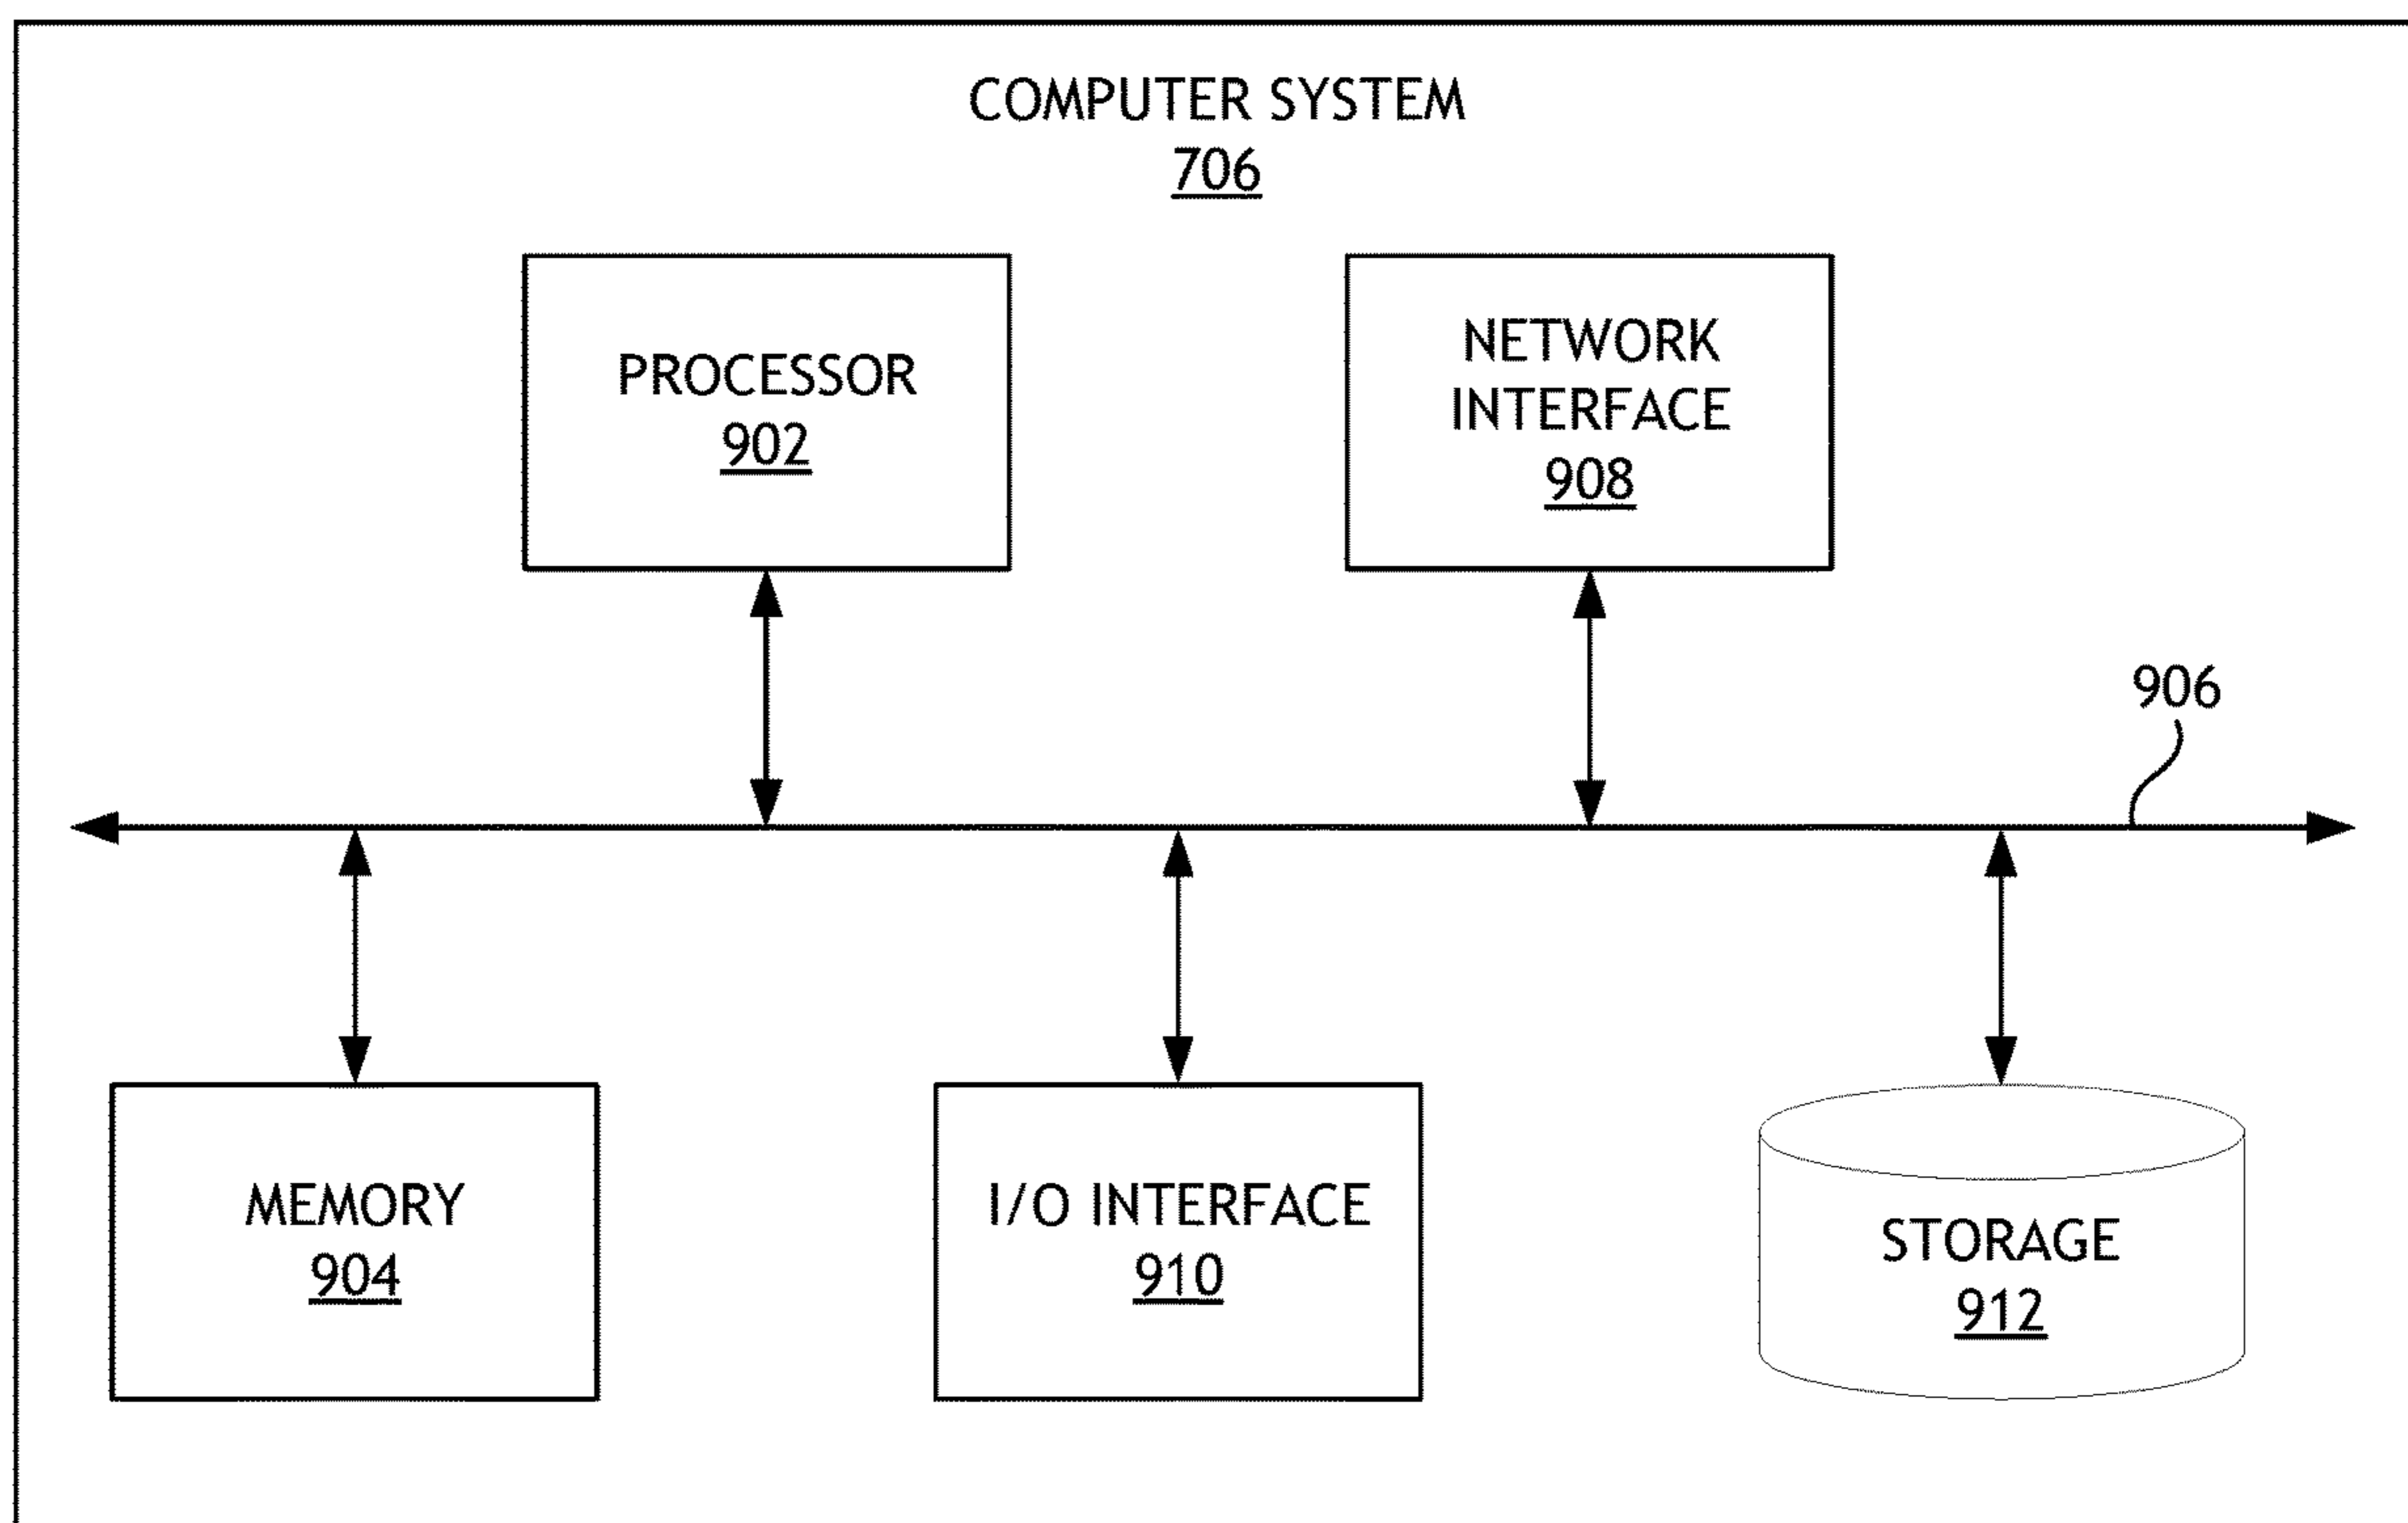 COMPUTER SYSTEM
706
PROCESSOR
902
NETWORK
INTERFACE
908
906
MEMORY
904
I/O INTERFACE
910
STORAGE
912